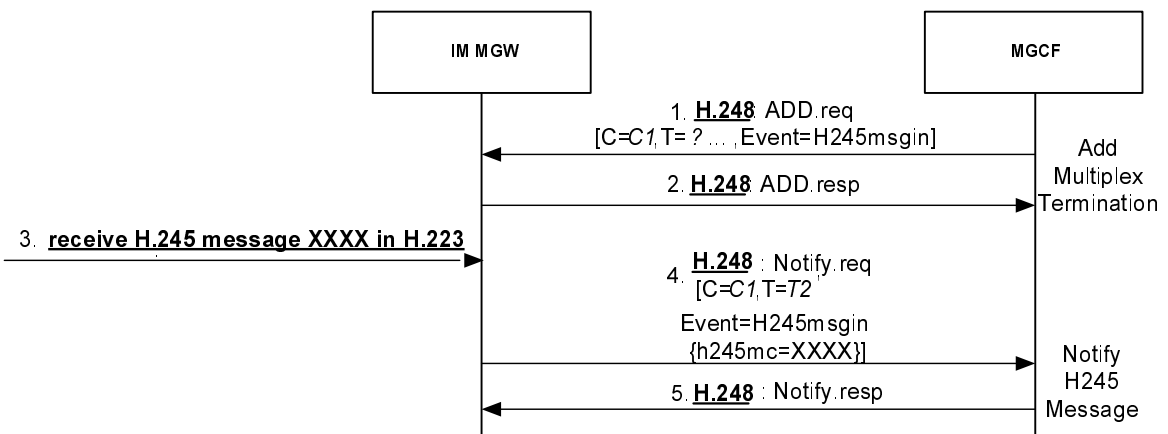 IM MGW
MGCF
1. H.248: ADD.req
[C=C1,T= ? ... ,Event=H245msgin]
Add
Multiplex
Termination
2. H.248: ADD.resp
3. receive H.245 message XXXX in H.223
4. H.248 : Notify.req
[C=C1,T=T2
Event=H245msgin
{h245mc=XXXX}]
Notify
H245
Message
5. H.248 : Notify.resp